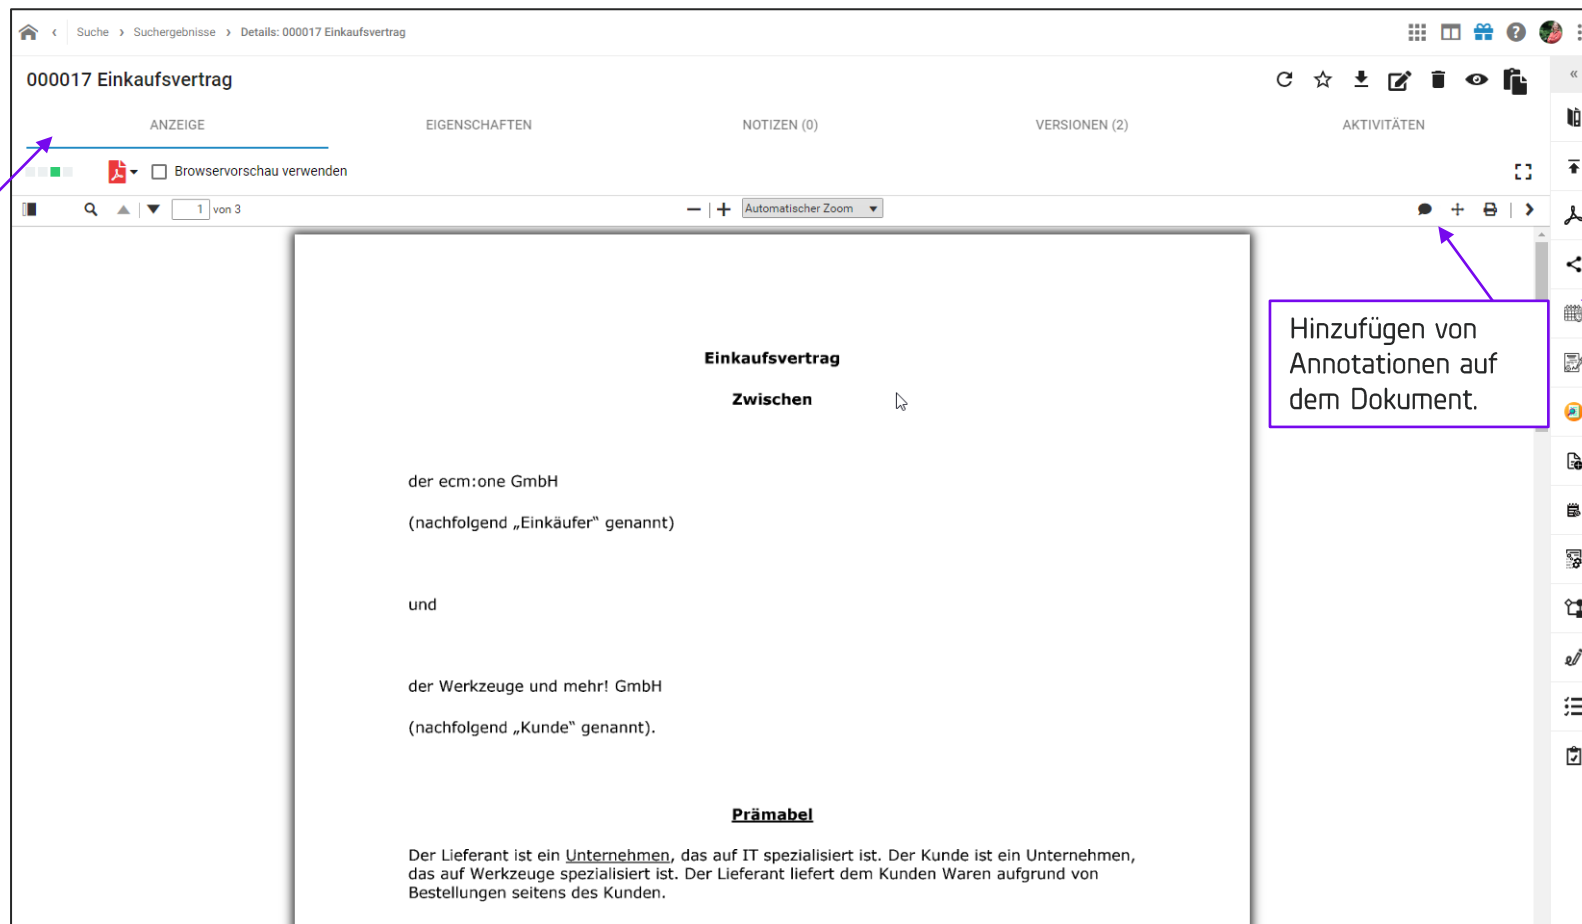 Suche › Suchergebnisse › Details: 000017 Einkaufsvertrag
000017 Einkaufsvertrag
ANZEIGE EIGENSCHAFTEN NOTIZEN (0) VERSIONEN (2) AKTIVITÄTEN
Browservorschau verwenden
1 von 3 Automatischer Zoom
Hinzufügen von
Annotationen auf
dem Dokument.
Einkaufsvertrag
Zwischen
der ecm:one GmbH
(nachfolgend „Einkäufer“ genannt)
und
der Werkzeuge und mehr! GmbH
(nachfolgend „Kunde“ genannt).
Prämabel
Der Lieferant ist ein Unternehmen, das auf IT spezialisiert ist. Der Kunde ist ein Unternehmen,
das auf Werkzeuge spezialisiert ist. Der Lieferant liefert dem Kunden Waren aufgrund von
Bestellungen seitens des Kunden.